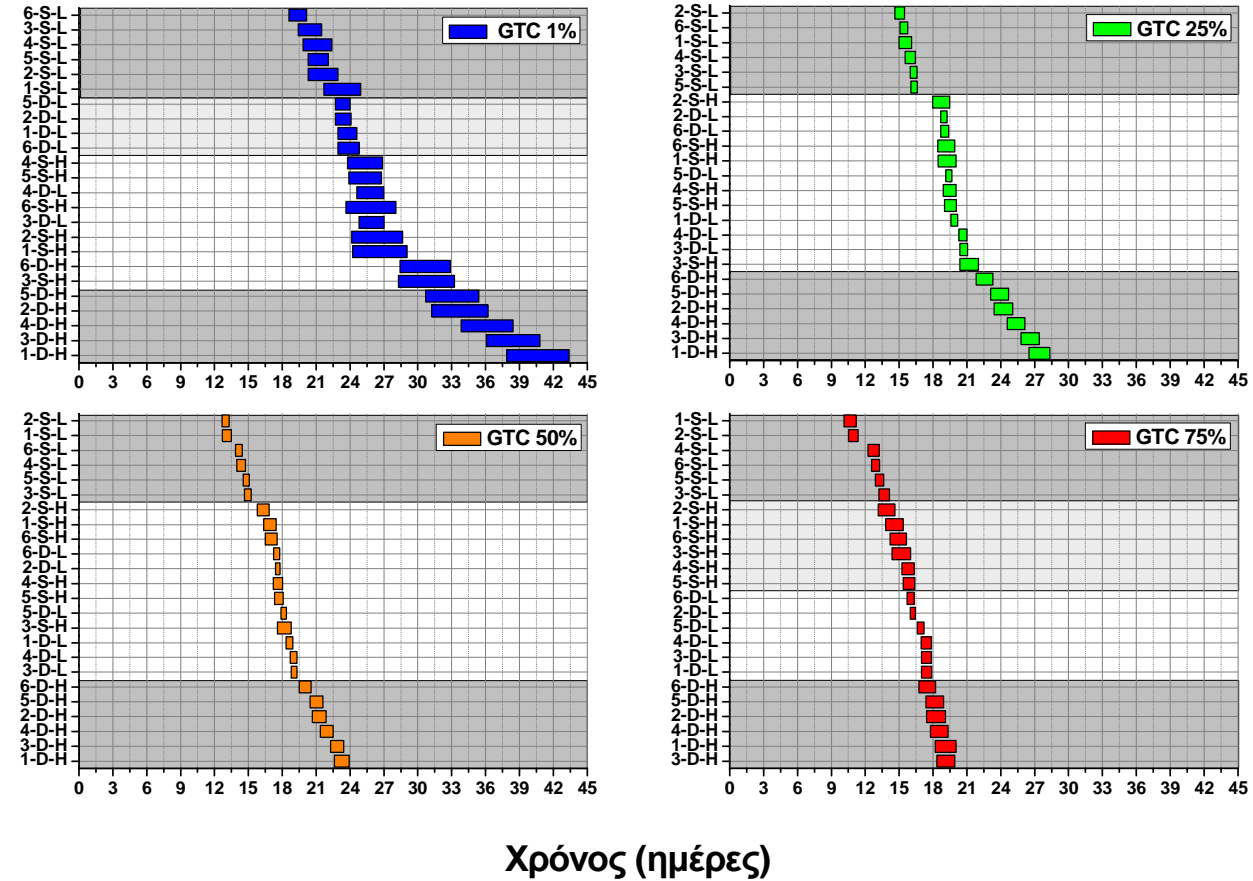 6-S-L
3-S-L
4-S-L
5-S-L
2-S-L
1-S-L
5-D-L
2-D-L
1-D-L
6-D-L
4-S-H
5-S-H
4-D-L
6-S-H
3-D-L
2-S-H
1-S-H
6-D-H
3-S-H
5-D-H
2-D-H
4-D-H
3-D-H
1-D-H
GTC 1%
0 3 6 9 12 15 18 21 24 27 30 33 36 39 42 45
2-S-L
6-S-L
1-S-L
4-S-L
3-S-L
5-S-L
2-S-H
2-D-L
6-D-L
6-S-H
1-S-H
5-D-L
4-S-H
5-S-H
1-D-L
4-D-L
3-D-L
3-S-H
6-D-H
5-D-H
2-D-H
4-D-H
3-D-H
1-D-H
GTC 25%
0 3 6 9 12 15 18 21 24 27 30 33 36 39 42 45
2-S-L
1-S-L
6-S-L
4-S-L
5-S-L
3-S-L
2-S-H
1-S-H
6-S-H
6-D-L
2-D-L
4-S-H
5-S-H
5-D-L
3-S-H
1-D-L
4-D-L
3-D-L
6-D-H
5-D-H
2-D-H
4-D-H
3-D-H
1-D-H
GTC 50%
0 3 6 9 12 15 18 21 24 27 30 33 36 39 42 45
1-S-L
2-S-L
4-S-L
6-S-L
5-S-L
3-S-L
2-S-H
1-S-H
6-S-H
3-S-H
4-S-H
5-S-H
6-D-L
2-D-L
5-D-L
4-D-L
3-D-L
1-D-L
6-D-H
5-D-H
2-D-H
4-D-H
1-D-H
3-D-H
GTC 75%
0 3 6 9 12 15 18 21 24 27 30 33 36 39 42 45
Χρόνος (ημέρες)